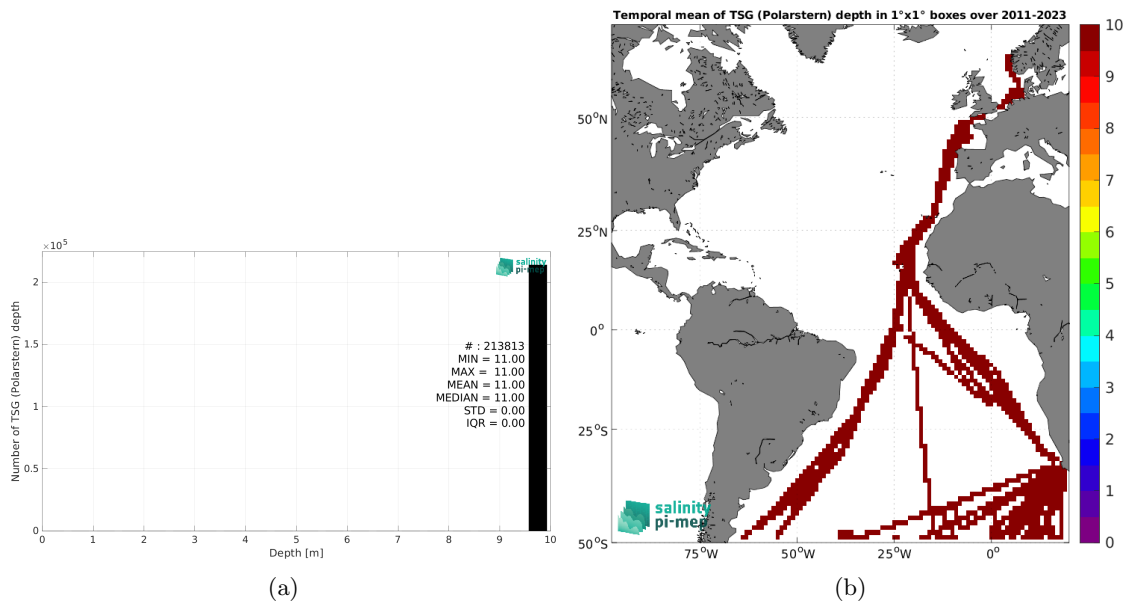 ×10⁵
2
1.5
1
0.5
0
Number of TSG (Polarstern) depth
salinity
pi-mep
# : 213813
MIN = 11.00
MAX = 11.00
MEAN = 11.00
MEDIAN = 11.00
STD = 0.00
IQR = 0.00
0 1 2 3 4 5 6 7 8 9 10
Depth [m]
(a)
Temporal mean of TSG (Polarstern) depth in 1°x1° boxes over 2011-2023
50°N
25°N
0°
25°S
50°S
75°W 50°W 25°W 0°
salinity
pi-mep
10
9
8
7
6
5
4
3
2
1
0
(b)